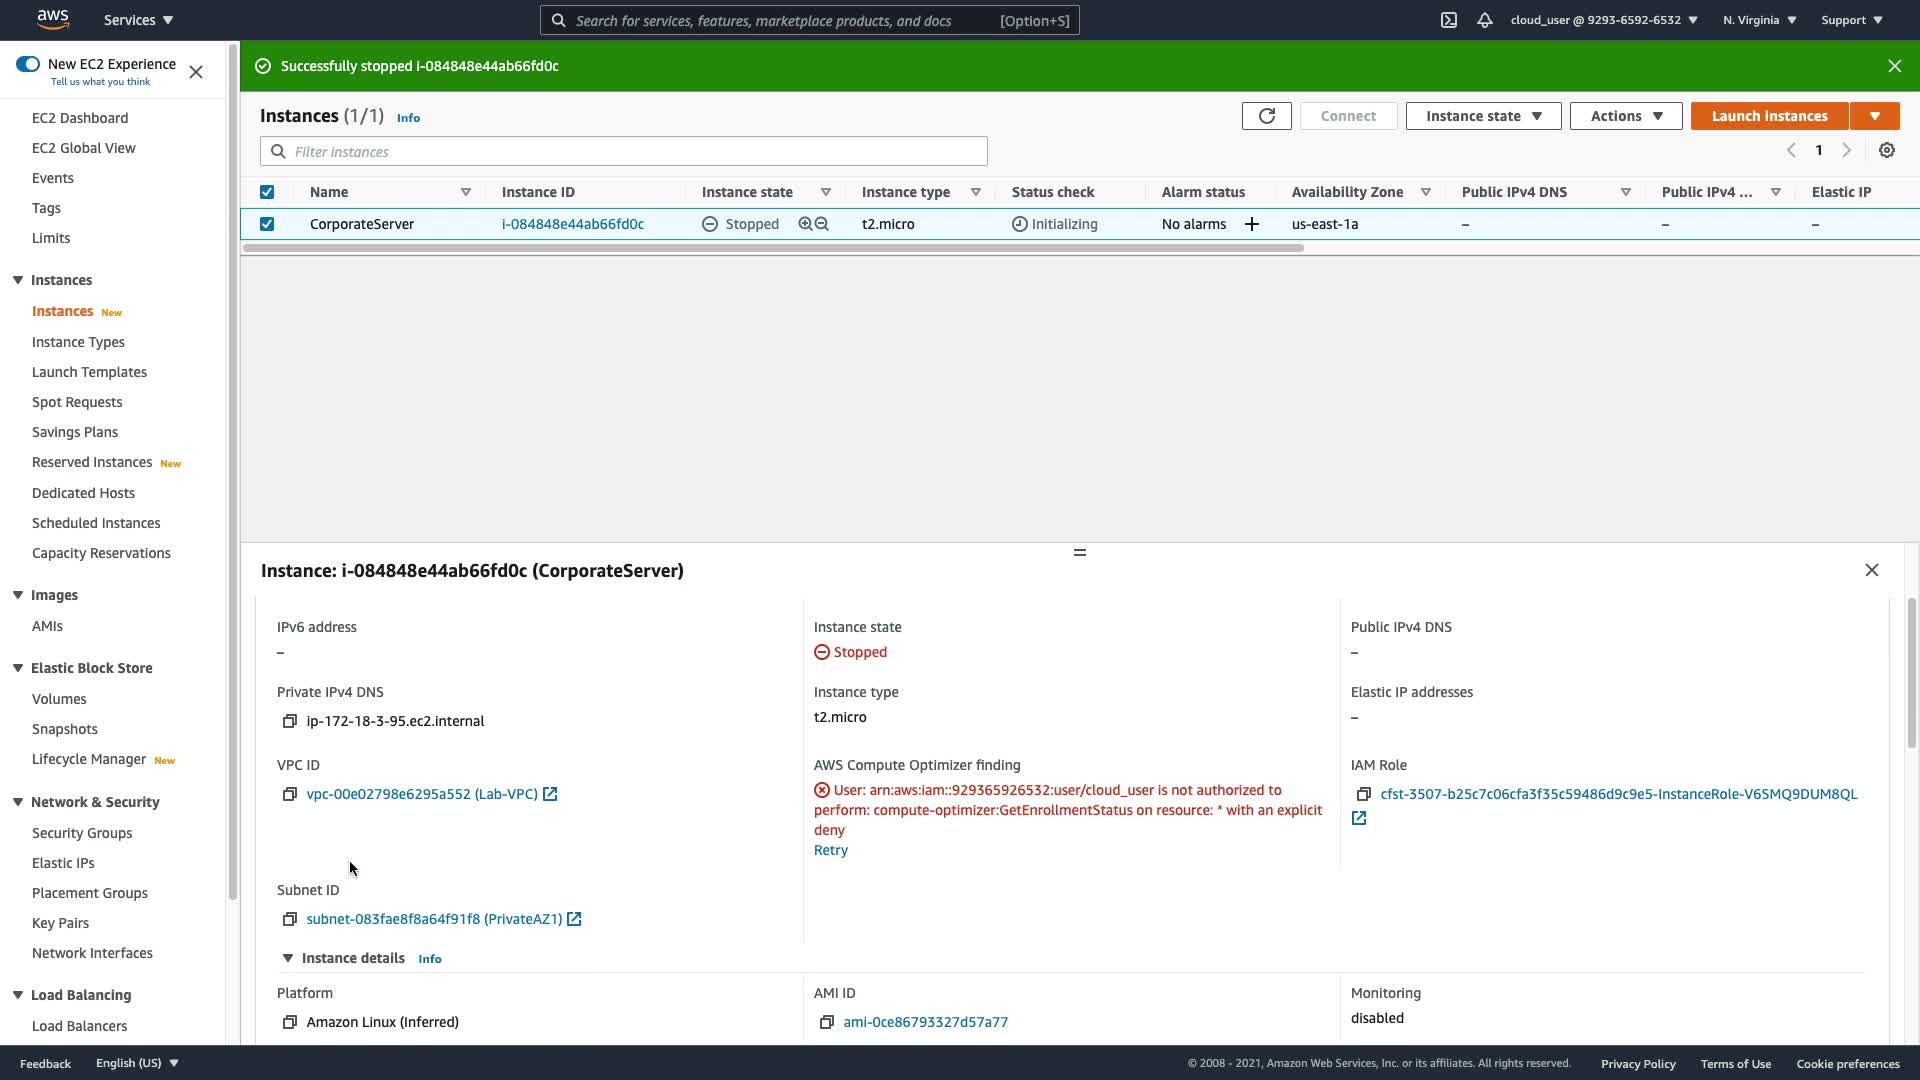 aws
Services
Search for services, features, marketplace products, and docs
[Option+S]
cloud_user @ 9293-6592-6532
N. Virginia
Support
New EC2 Experience
Tell us what you think
EC2 Dashboard
EC2 Global View
Events
Tags
Limits
Instances
Instances New
Instance Types
Launch Templates
Spot Requests
Savings Plans
Reserved Instances New
Dedicated Hosts
Scheduled Instances
Capacity Reservations
Images
AMIs
Elastic Block Store
Volumes
Snapshots
Lifecycle Manager New
Network & Security
Security Groups
Elastic IPs
Placement Groups
Key Pairs
Network Interfaces
Load Balancing
Load Balancers
Successfully stopped i-084848e44ab66fd0c
Instances (1/1) Info
Connect
Instance state
Actions
Launch instances
Filter instances
1
Name Instance ID Instance state Instance type Status check Alarm status Availability Zone Public IPv4 DNS Public IPv4 ... Elastic IP
CorporateServer i-084848e44ab66fd0c Stopped t2.micro Initializing No alarms + us-east-1a – – –
Instance: i-084848e44ab66fd0c (CorporateServer)
IPv6 address
–
Instance state
Stopped
Public IPv4 DNS
–
Private IPv4 DNS
ip-172-18-3-95.ec2.internal
Instance type
t2.micro
Elastic IP addresses
–
VPC ID
vpc-00e02798e6295a552 (Lab-VPC)
AWS Compute Optimizer finding
User: arn:aws:iam::929365926532:user/cloud_user is not authorized to
perform: compute-optimizer:GetEnrollmentStatus on resource: * with an explicit
deny
Retry
IAM Role
cfst-3507-b25c7c06cfa3f35c59486d9c9e5-InstanceRole-V6SMQ9DUM8QL
Subnet ID
subnet-083fae8f8a64f91f8 (PrivateAZ1)
Instance details Info
Platform
Amazon Linux (Inferred)
AMI ID
ami-0ce86793327d57a77
Monitoring
disabled
Feedback
English (US)
© 2008 - 2021, Amazon Web Services, Inc. or its affiliates. All rights reserved.
Privacy Policy
Terms of Use
Cookie preferences